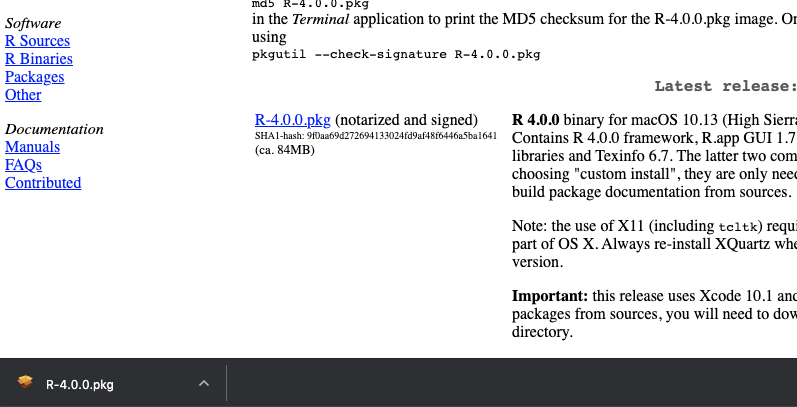 md5 R-4.0.0.pkg
in the Terminal application to print the MD5 checksum for the R-4.0.0.pkg image. On
using
pkgutil --check-signature R-4.0.0.pkg
Software
R Sources
R Binaries
Packages
Other
Documentation
Manuals
FAQs
Contributed
Latest release:
R-4.0.0.pkg (notarized and signed)
SHA1-hash: 9f0aa69d272694133024fd9af48f6446a5ba1641
(ca. 84MB)
R 4.0.0 binary for macOS 10.13 (High Sierra
Contains R 4.0.0 framework, R.app GUI 1.7
libraries and Texinfo 6.7. The latter two com
choosing "custom install", they are only need
build package documentation from sources.
Note: the use of X11 (including tcltk) requi
part of OS X. Always re-install XQuartz whe
version.
Important: this release uses Xcode 10.1 and
packages from sources, you will need to dow
directory.
R-4.0.0.pkg